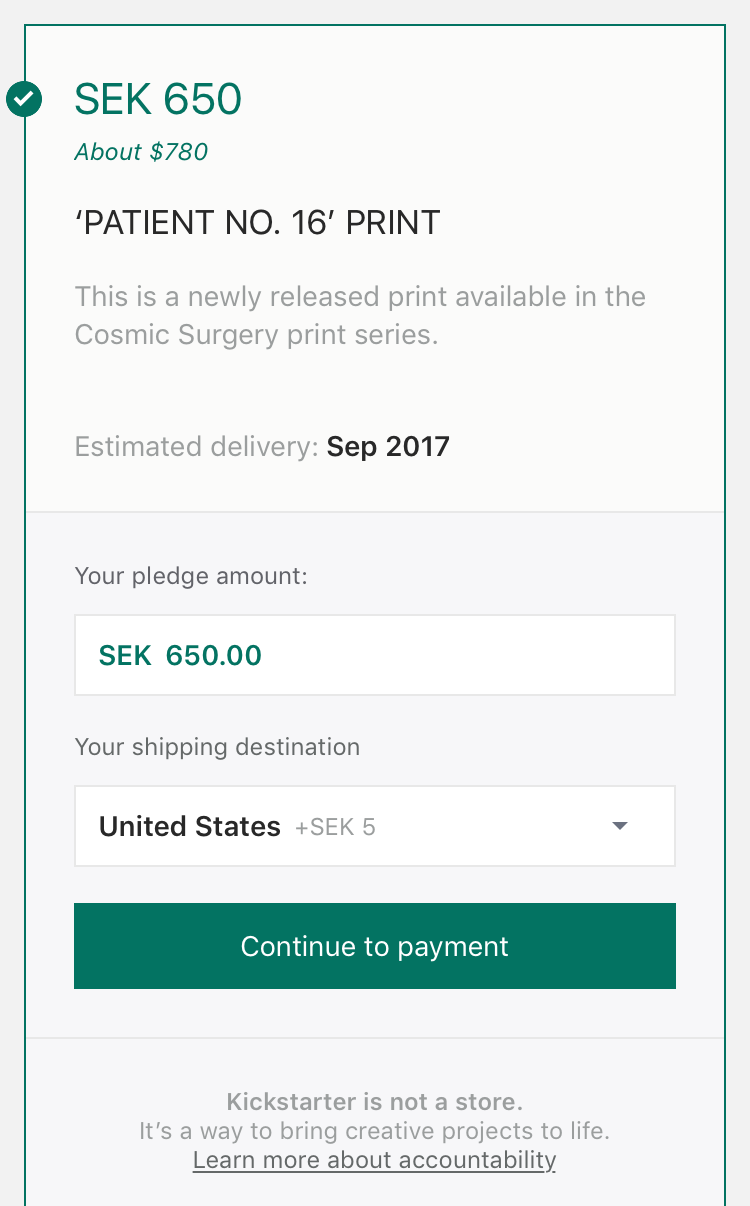 SEK 650
About $780
‘PATIENT NO. 16’ PRINT
This is a newly released print available in the
Cosmic Surgery print series.
Estimated delivery: Sep 2017
Your pledge amount:
SEK 650.00
Your shipping destination
United States +SEK 5
Continue to payment
Kickstarter is not a store.
It’s a way to bring creative projects to life.
Learn more about accountability